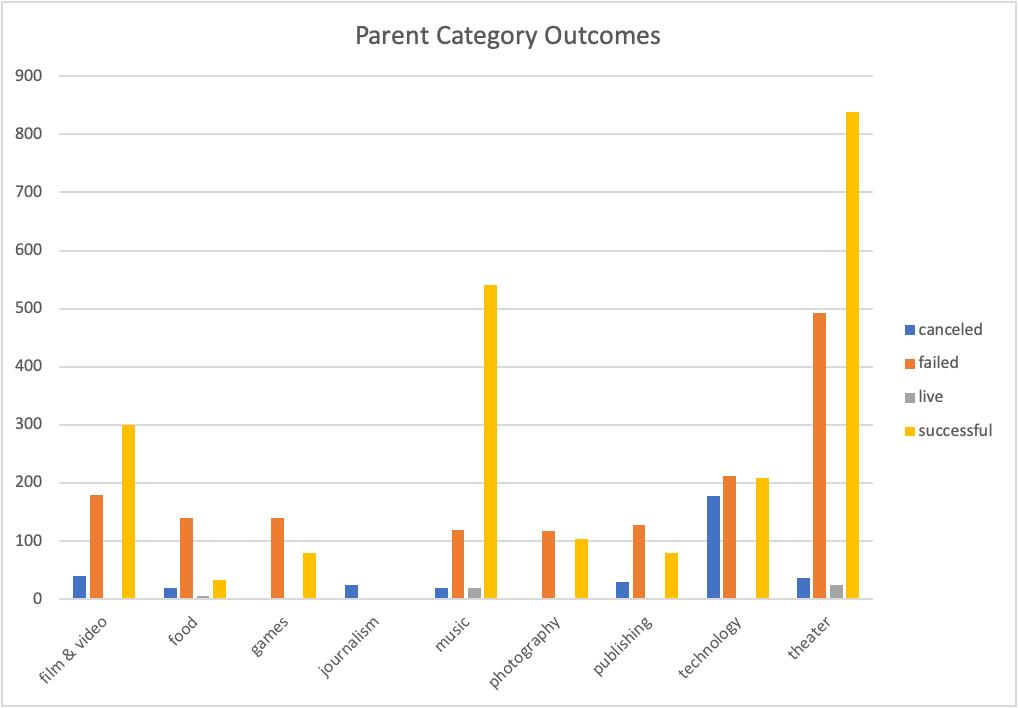 Parent Category Outcomes
900
800
700
600
500
400
300
200
100
0
film & video
food
games
journalism
music
photography
publishing
technology
theater
canceled
failed
live
successful